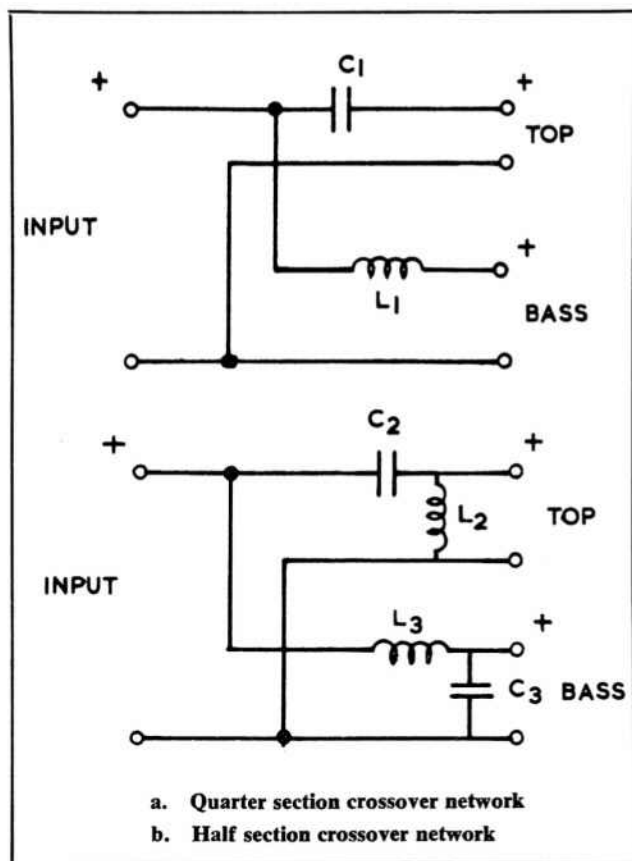 C1
+ +
TOP
INPUT
+
L1
BASS
C2
+ +
L2
TOP
INPUT
L3
+
C3 BASS
a. Quarter section crossover network
b. Half section crossover network